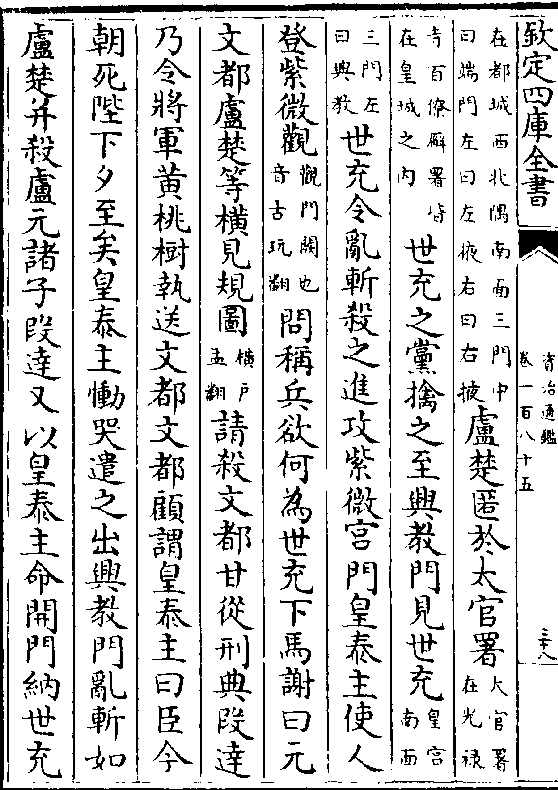 欽定四庫全書
資治通鑑
卷一百八十五
三十八
在都城西北隅南面三門中
曰端門左曰左掖右曰右掖
盧楚匿於太官署
大官署
在光禄
寺百僚廨署皆
在皇城之内
世充之黨擒之至興教門見世充
皇宫
南面
三門左
曰興教
世充令亂斬殺之進攻紫微宫門皇泰主使人
登紫微觀
觀門闕也
音古玩翻
問稱兵欲何為世充下馬謝曰元
文都盧楚等橫見規圖
橫户
孟翻
請殺文都甘從刑典段達
乃令將軍黄桃樹執送文都文都顧謂皇泰主曰臣今
朝死陛下夕至矣皇泰主慟哭遣之出興教門亂斬如
盧楚并殺盧元諸子段達又以皇泰主命開門納世充